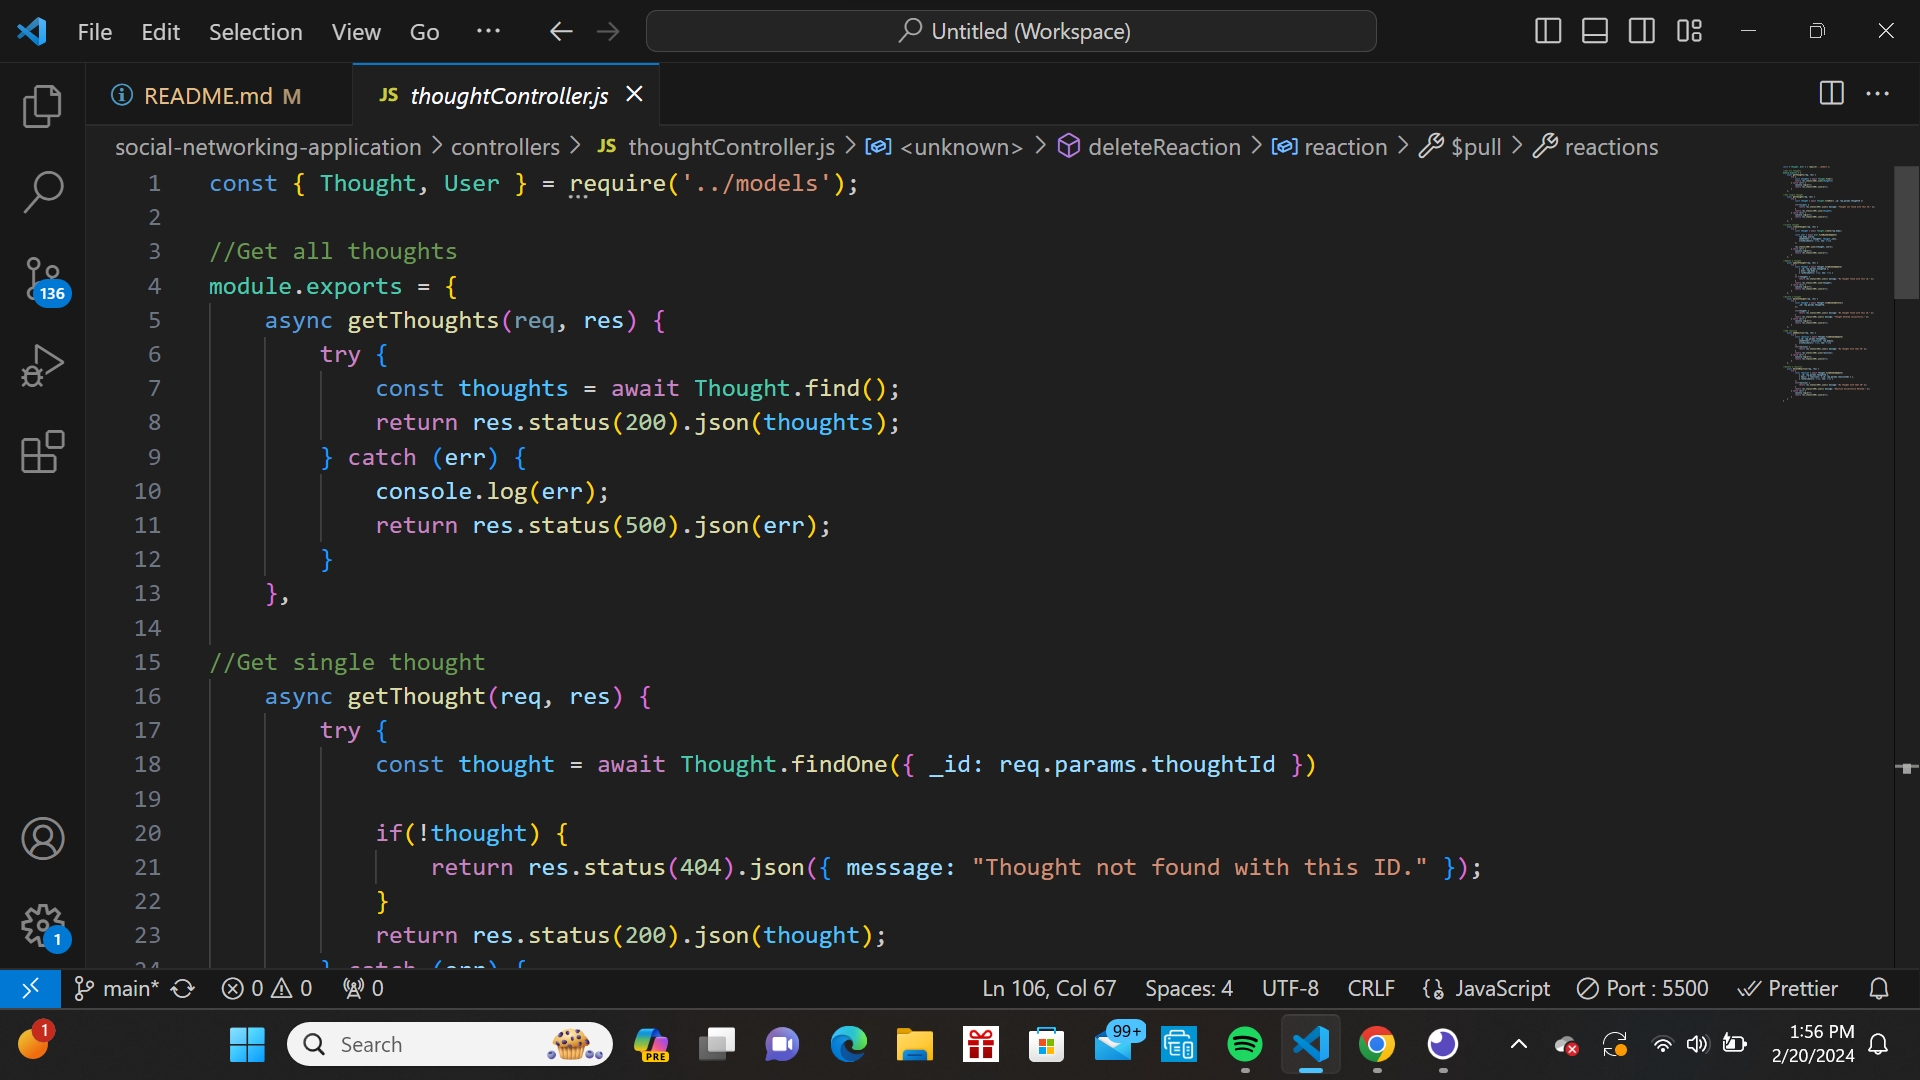 File Edit Selection View Go ··· Untitled (Workspace)
README.md M JS thoughtController.js
social-networking-application > controllers > JS thoughtController.js > <unknown> > deleteReaction > reaction > $pull > reactions
1 const { Thought, User } = require('../models');
2
3 //Get all thoughts
4 module.exports = {
5 async getThoughts(req, res) {
6 try {
7 const thoughts = await Thought.find();
8 return res.status(200).json(thoughts);
9 } catch (err) {
10 console.log(err);
11 return res.status(500).json(err);
12 }
13 },
14
15 //Get single thought
16 async getThought(req, res) {
17 try {
18 const thought = await Thought.findOne({ _id: req.params.thoughtId })
19
20 if(!thought) {
21 return res.status(404).json({ message: "Thought not found with this ID." });
22 }
23 return res.status(200).json(thought);
24 } catch (err) {
136
1
main* 0 0 0 Ln 106, Col 67 Spaces: 4 UTF-8 CRLF JavaScript Port : 5500 Prettier
1 Search PRE 99+ 1:56 PM
2/20/2024